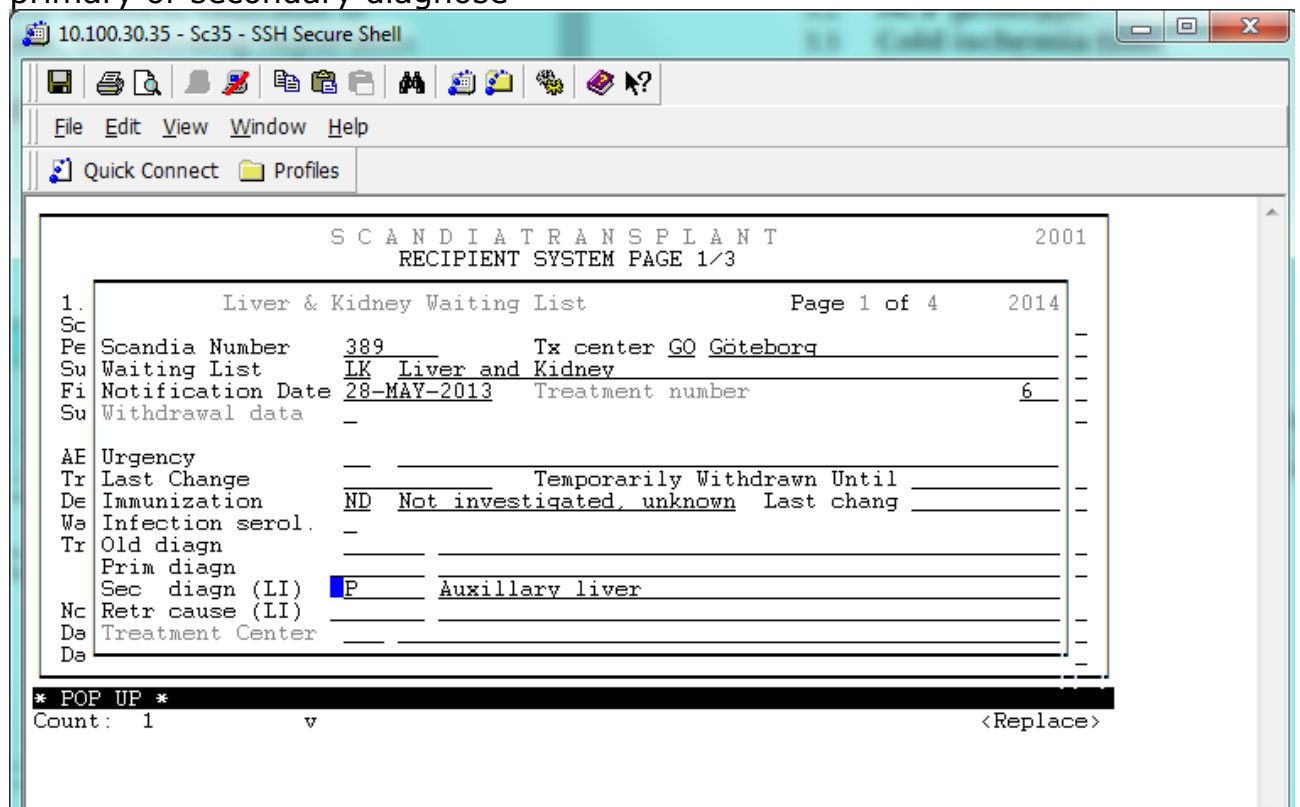 primary or secondary diagnose
10.100.30.35 - Sc35 - SSH Secure Shell
File Edit View Window Help
Quick Connect Profiles
S C A N D I A T R A N S P L A N T 2001
RECIPIENT SYSTEM PAGE 1/3
1. Liver & Kidney Waiting List Page 1 of 4 2014
Sc
Pe Scandia Number 389 Tx center GO Göteborg
Su Waiting List LK Liver and Kidney
Fi Notification Date 28-MAY-2013 Treatment number 6
Su Withdrawal data
AE Urgency
Tr Last Change Temporarily Withdrawn Until
De Immunization ND Not investigated, unknown Last chang
Wa Infection serol.
Tr Old diagn
Prim diagn
Sec diagn (LI) P Auxillary liver
Nc Retr cause (LI)
Da Treatment Center
Da
* POP UP *
Count: 1 v <Replace>